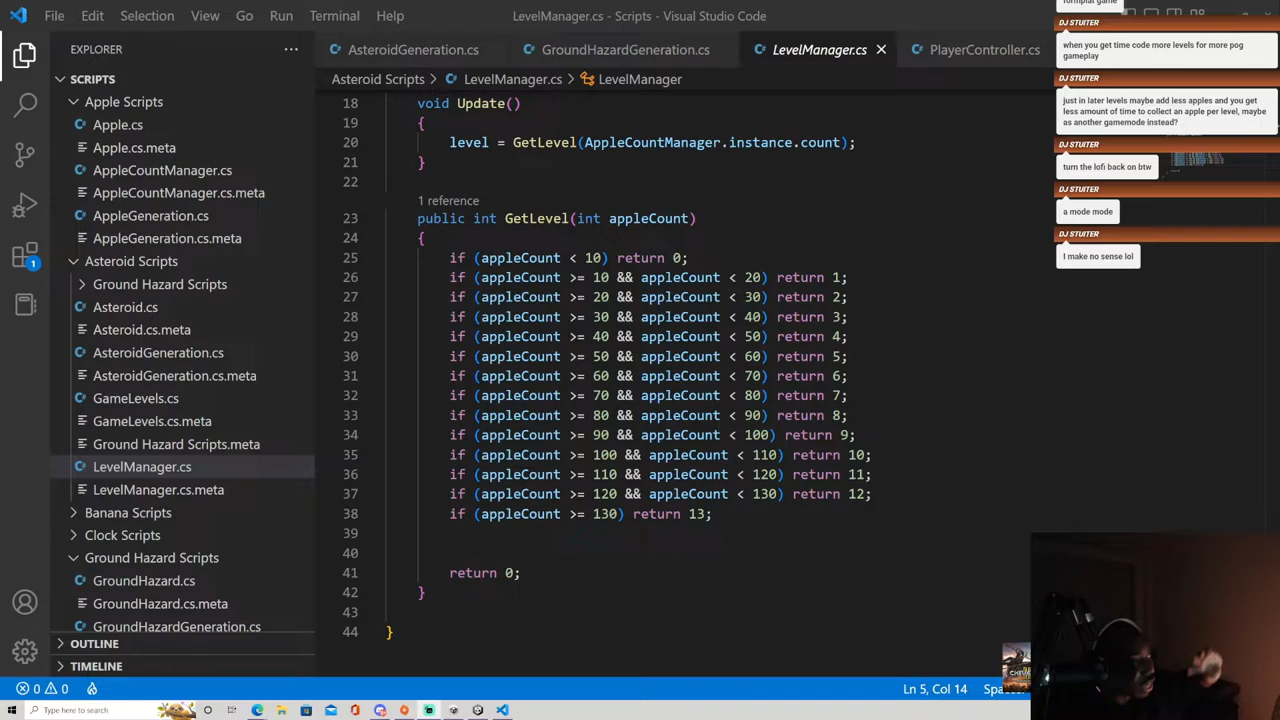 File Edit Selection View Go Run Terminal Help
LevelManager.cs - Scripts - Visual Studio Code
EXPLORER
SCRIPTS
Apple Scripts
Apple.cs
Apple.cs.meta
AppleCountManager.cs
AppleCountManager.cs.meta
AppleGeneration.cs
AppleGeneration.cs.meta
Asteroid Scripts
Ground Hazard Scripts
Asteroid.cs
Asteroid.cs.meta
AsteroidGeneration.cs
AsteroidGeneration.cs.meta
GameLevels.cs
GameLevels.cs.meta
Ground Hazard Scripts.meta
LevelManager.cs
LevelManager.cs.meta
Banana Scripts
Clock Scripts
Ground Hazard Scripts
GroundHazard.cs
GroundHazard.cs.meta
GroundHazardGeneration.cs
OUTLINE
TIMELINE
AsteroidGeneration.cs GroundHazardGeneration.cs LevelManager.cs PlayerController.cs
Asteroid Scripts > LevelManager.cs > LevelManager
18 void Update()
19 {
20 level = GetLevel(AppleCountManager.instance.count);
21 }
22
1 reference
23 public int GetLevel(int appleCount)
24 {
25 if (appleCount < 10) return 0;
26 if (appleCount >= 10 && appleCount < 20) return 1;
27 if (appleCount >= 20 && appleCount < 30) return 2;
28 if (appleCount >= 30 && appleCount < 40) return 3;
29 if (appleCount >= 40 && appleCount < 50) return 4;
30 if (appleCount >= 50 && appleCount < 60) return 5;
31 if (appleCount >= 60 && appleCount < 70) return 6;
32 if (appleCount >= 70 && appleCount < 80) return 7;
33 if (appleCount >= 80 && appleCount < 90) return 8;
34 if (appleCount >= 90 && appleCount < 100) return 9;
35 if (appleCount >= 100 && appleCount < 110) return 10;
36 if (appleCount >= 110 && appleCount < 120) return 11;
37 if (appleCount >= 120 && appleCount < 130) return 12;
38 if (appleCount >= 130) return 13;
39
40
41 return 0;
42 }
43
44 }
DJ STUITER
when you get time code more levels for more pog
gameplay
DJ STUITER
just in later levels maybe add less apples and you get
less amount of time to collect an apple per level, maybe
as another gamemode instead?
DJ STUITER
turn the lofi back on btw
DJ STUITER
a mode mode
DJ STUITER
I make no sense lol
1
0 0
Ln 5, Col 14
Type here to search